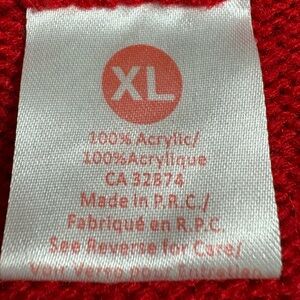 XL
100% Acrylic/
100%Acrylique
CA 32874
Made in P.R.C./
Fabriqué en R.P.C.
See Reverse for Care/
Voir Verso pour Entretien